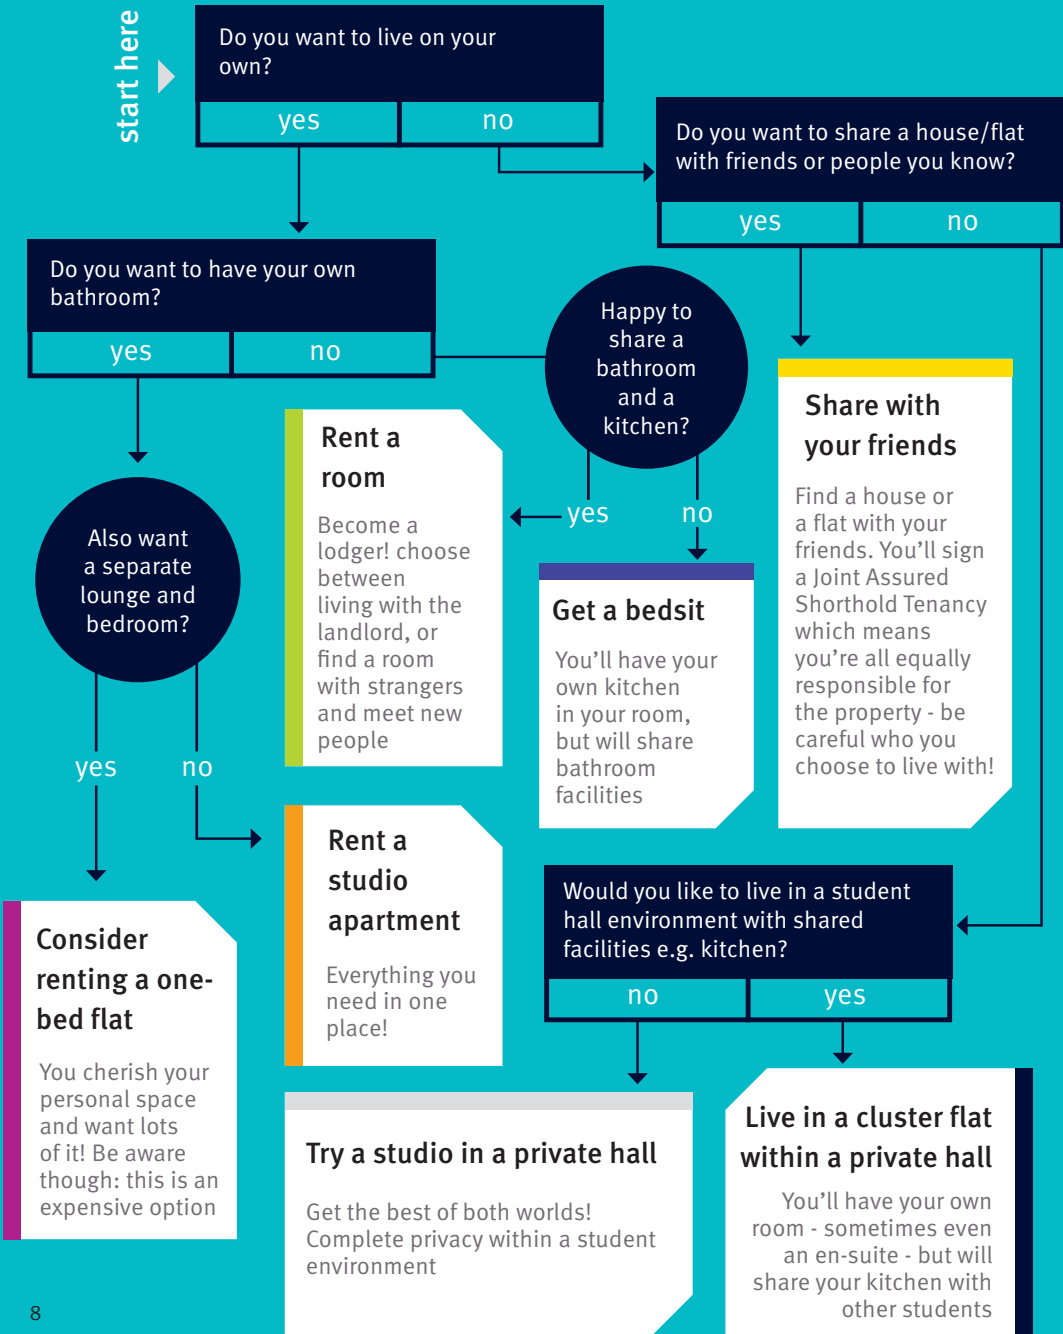 start here
Do you want to live on your
own?
yes
no
Do you want to share a house/flat
with friends or people you know?
yes
no
Do you want to have your own
bathroom?
yes
no
Happy to
share a
bathroom
and a
kitchen?
yes
no
Share with
your friends
Find a house or
a flat with your
friends. You'll sign
a Joint Assured
Shorthold Tenancy
which means
you're all equally
responsible for
the property - be
careful who you
choose to live with!
Rent a
room
Become a
lodger! choose
between
living with the
landlord, or
find a room
with strangers
and meet new
people
Also want
a separate
lounge and
bedroom?
yes
no
Get a bedsit
You'll have your
own kitchen
in your room,
but will share
bathroom
facilities
Rent a
studio
apartment
Everything you
need in one
place!
Would you like to live in a student
hall environment with shared
facilities e.g. kitchen?
no
yes
Consider
renting a one-
bed flat
You cherish your
personal space
and want lots
of it! Be aware
though: this is an
expensive option
Try a studio in a private hall
Get the best of both worlds!
Complete privacy within a student
environment
Live in a cluster flat
within a private hall
You'll have your own
room - sometimes even
an en-suite - but will
share your kitchen with
other students
8